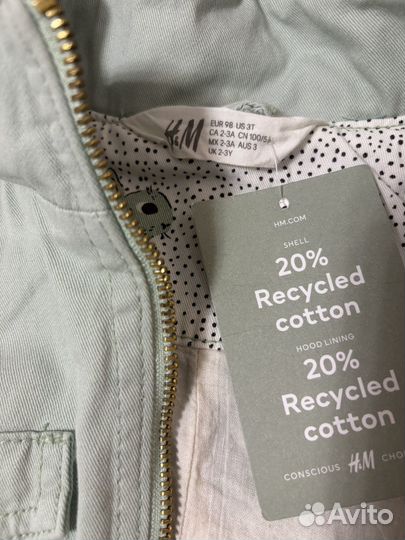 H&M
EUR 98 US 3T
CA 2-3A CN 100/5
MX 2-3A AUS 3
UK 2-3Y
HM.COM
SHELL
20%
Recycled
cotton
HOOD LINING
20%
Recycled
cotton
CONSCIOUS H&M
Avito